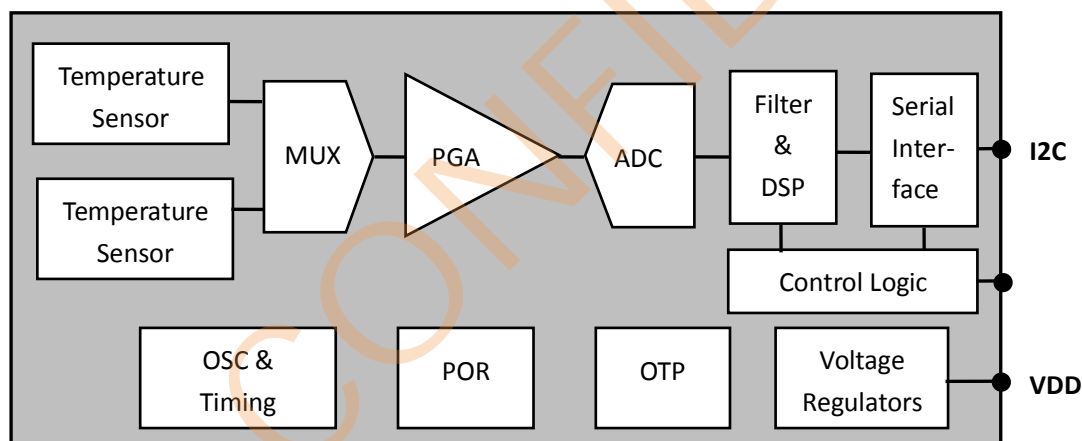 Temperature
Sensor
Temperature
Sensor
MUX
PGA
ADC
Filter
&
DSP
Serial
Inter-
face
I2C
Control Logic
OSC &
Timing
POR
OTP
Voltage
Regulators
VDD
CONFID